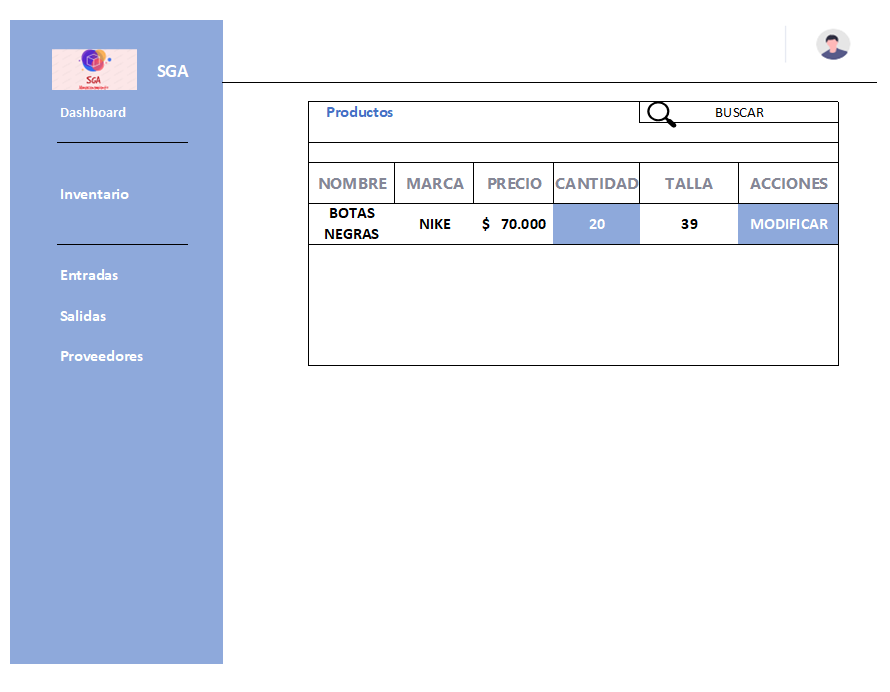 SGA
SGA
Dashboard
Inventario
Entradas
Salidas
Proveedores
Productos
BUSCAR
NOMBRE MARCA PRECIO CANTIDAD TALLA ACCIONES
BOTAS NEGRAS NIKE $ 70.000 20 39 MODIFICAR